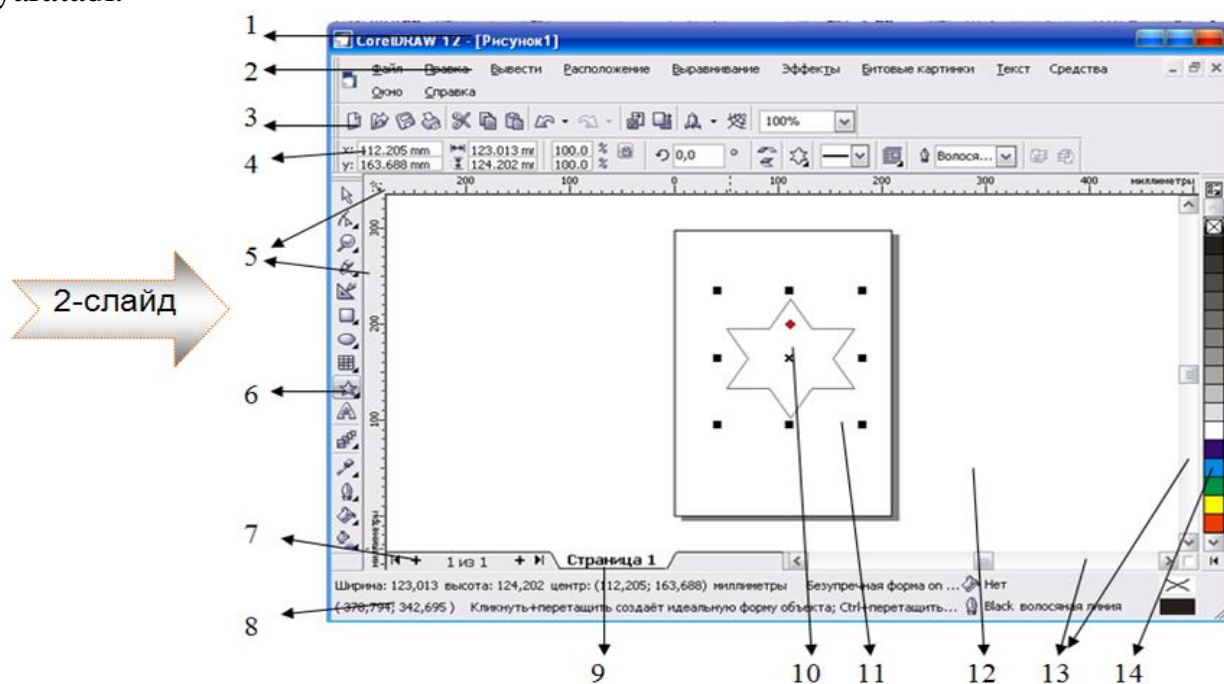 1
CorelDRAW 12 - [Рисунок1]
2
Файл Правка Вывести Расположение Выравнивание Эффекты Битовые картинки Текст Средства
Окно Справка
3
100%
4
x: 112.205 mm 123.013 mm 100.0 % 0,0 ° Волося...
y: 163.688 mm 124.202 mm 100.0 %
200 100 0 100 200 300 400 миллиметры
5
300
2-слайд
200
6
100
7
миллиметры
1 из 1 Страница 1
Ширина: 123,013 высота: 124,202 центр: (112,205; 163,688) миллиметры Безупречная форма on ... Нет
( 378,794; 342,695 ) Кликнуть+перетащить создаёт идеальную форму объекта; Ctrl+перетащить... Black волосяная линия
8
9 10 11 12 13 14